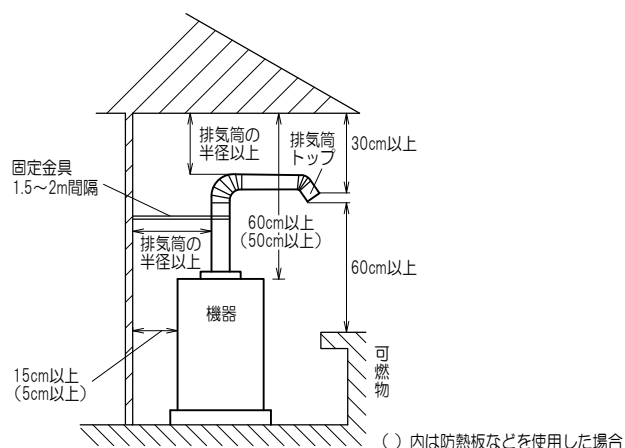 排気筒の
半径以上
排気筒
トップ
30cm以上
固定金具
1.5～2m間隔
60cm以上
（50cm以上）
排気筒の
半径以上
60cm以上
機器
15cm以上
（5cm以上）
可燃物
（ ）内は防熱板などを使用した場合